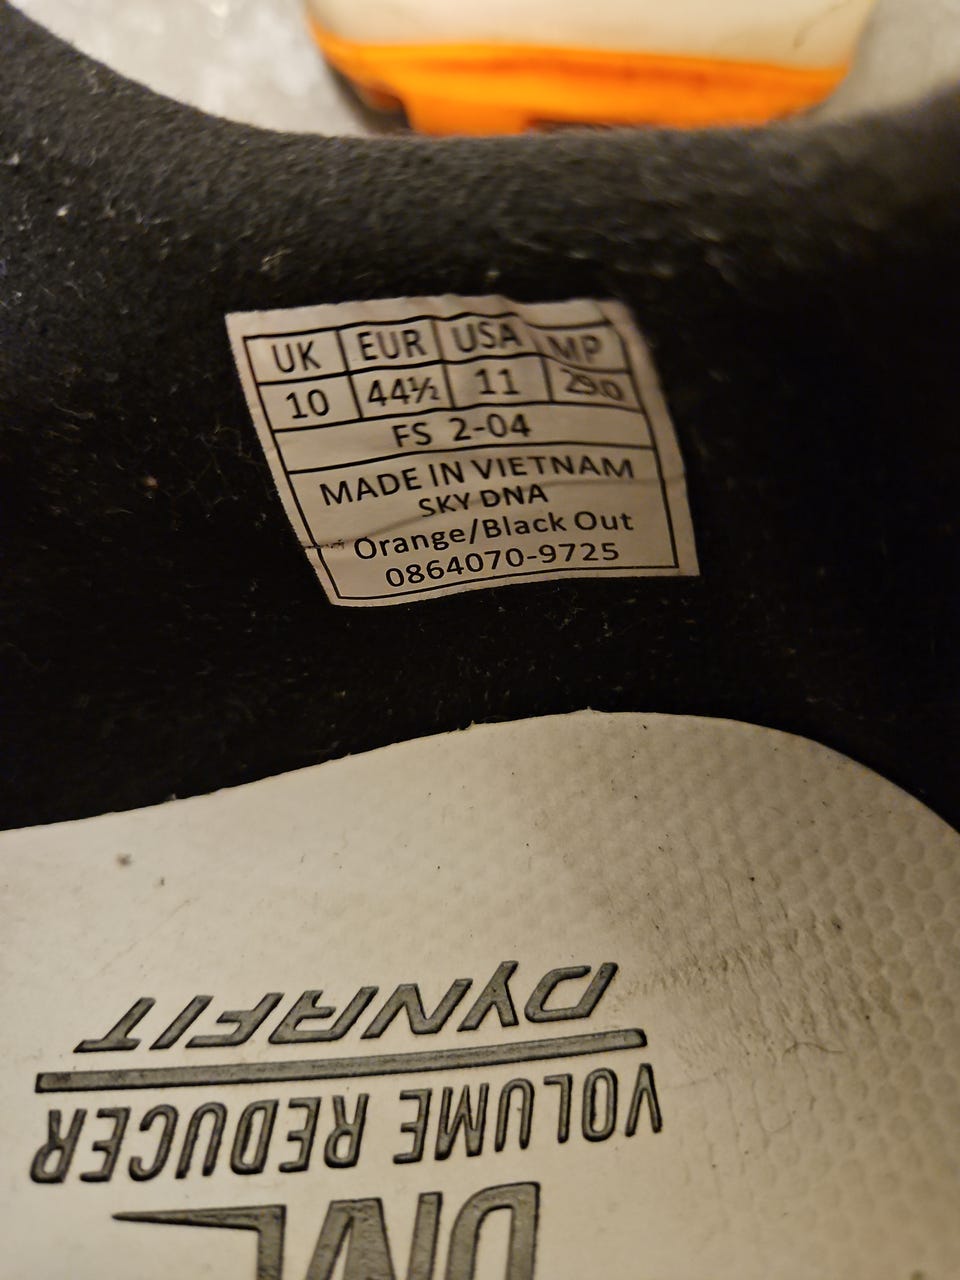 UK EUR USA MP
10 44½ 11 29.0
FS 2-04
MADE IN VIETNAM
SKY DNA
Orange/Black Out
0864070-9725
DYNAFIT
VOLUME REDUCER